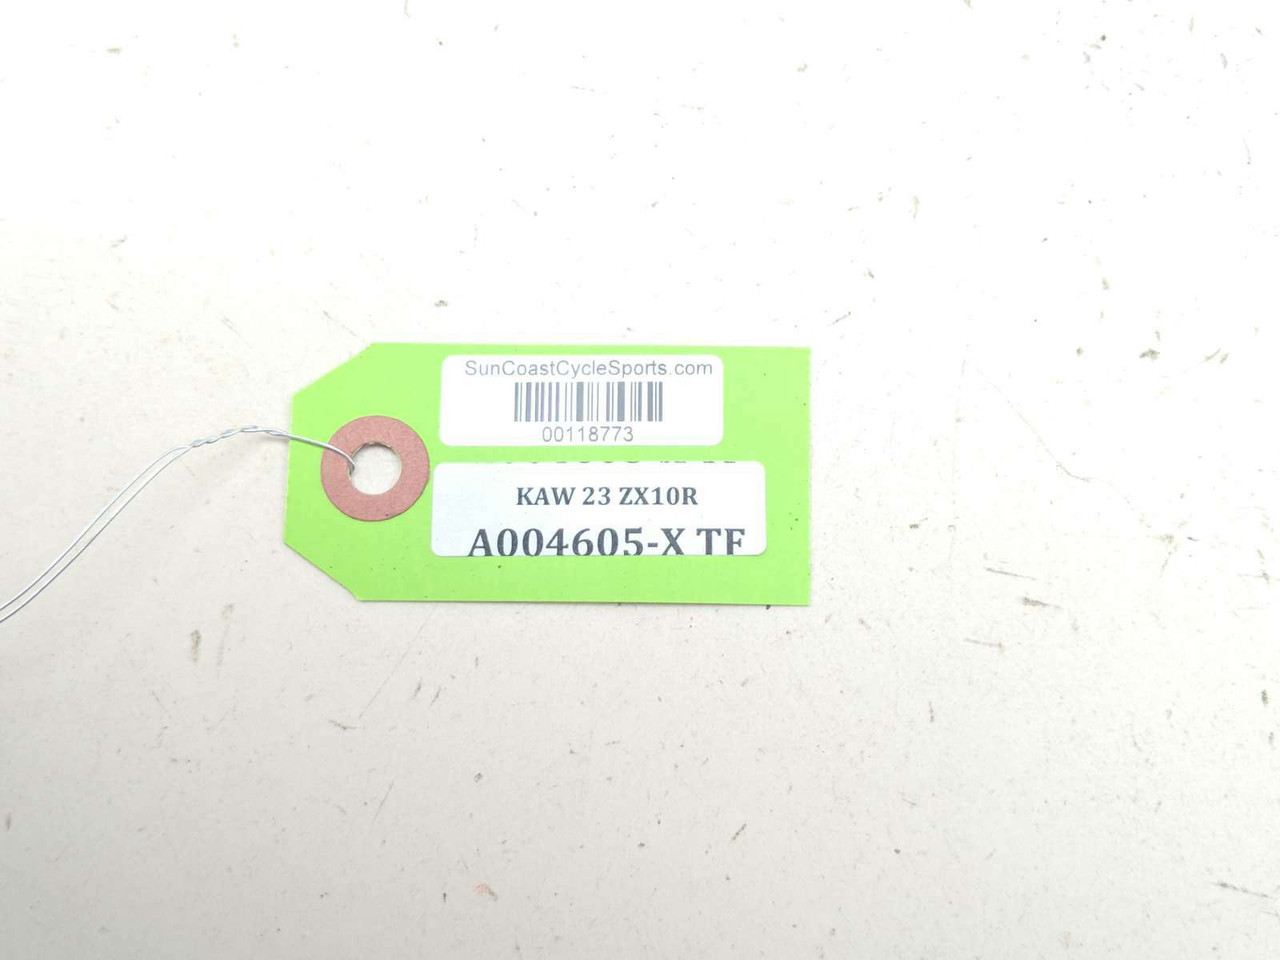 SunCoastCycleSports.com
00118773
KAW 23 ZX10R
A004605-X TF